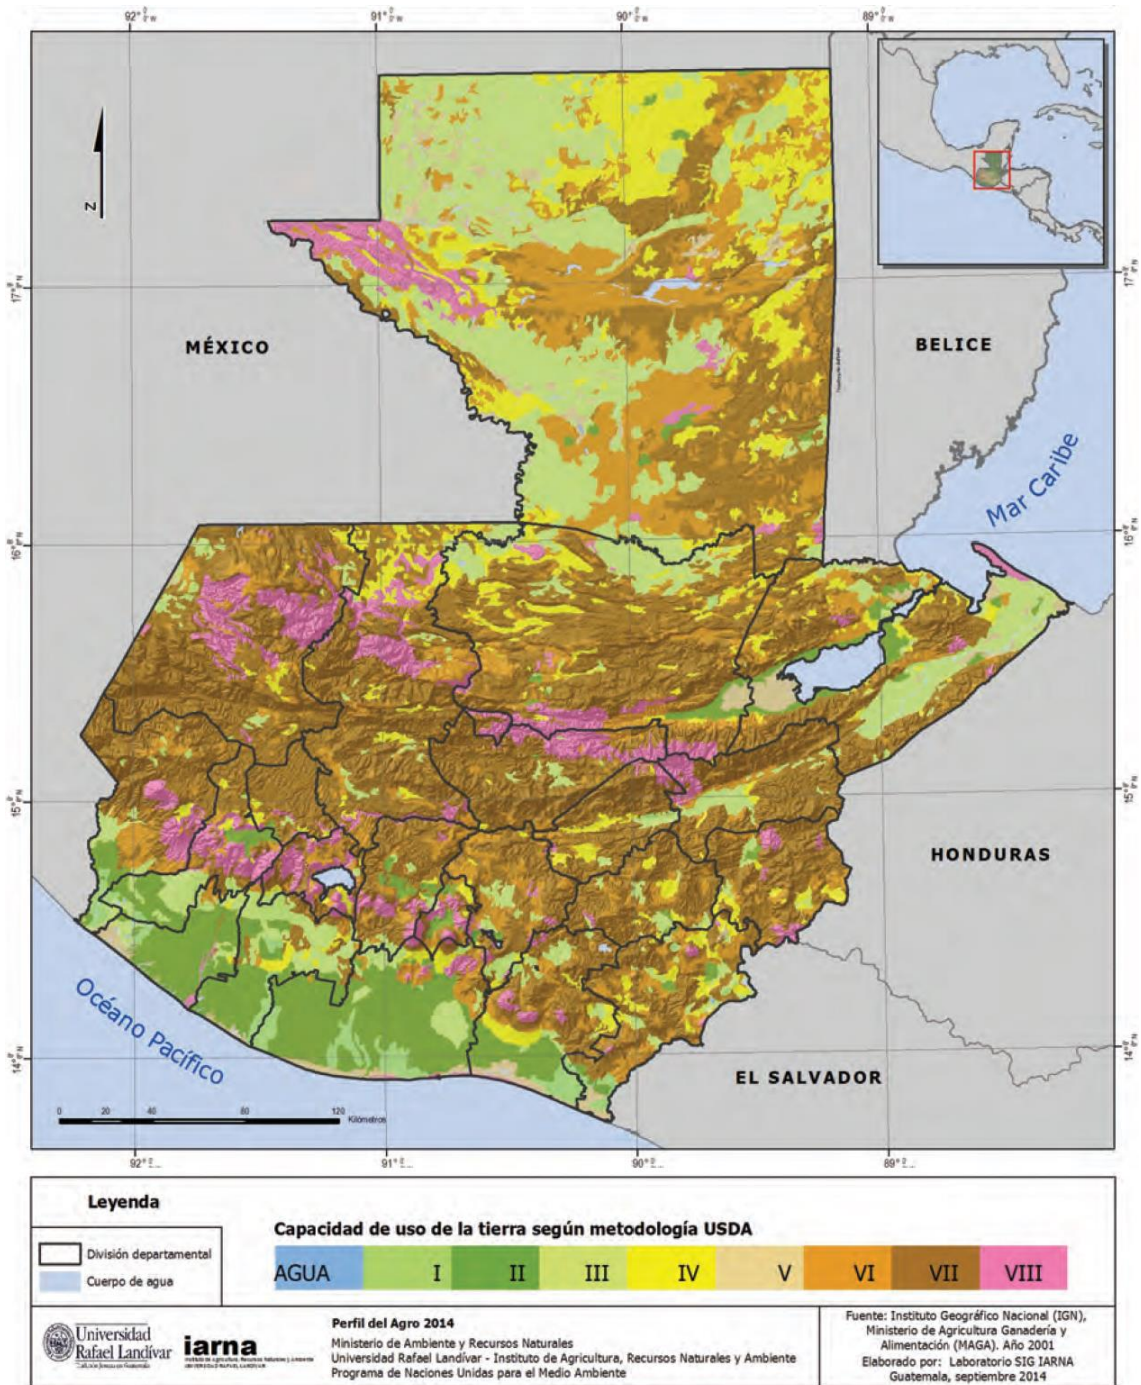 92°
91°
90°
89°
N
17°
MÉXICO
BELICE
Mar Caribe
16°
15°
HONDURAS
Océano Pacífico
14°
EL SALVADOR
0 20 40 80 120
Kilómetros
92°
91°
90°
89°
Leyenda
División departamental
Cuerpo de agua
Capacidad de uso de la tierra según metodología USDA
AGUA I II III IV V VI VII VIII
Universidad
Rafael Landívar
iarna
Perfil del Agro 2014
Ministerio de Ambiente y Recursos Naturales
Universidad Rafael Landívar - Instituto de Agricultura, Recursos Naturales y Ambiente
Programa de Naciones Unidas para el Medio Ambiente
Fuente: Instituto Geográfico Nacional (IGN),
Ministerio de Agricultura Ganadería y
Alimentación (MAGA). Año 2001
Elaborado por: Laboratorio SIG IARNA
Guatemala, septiembre 2014